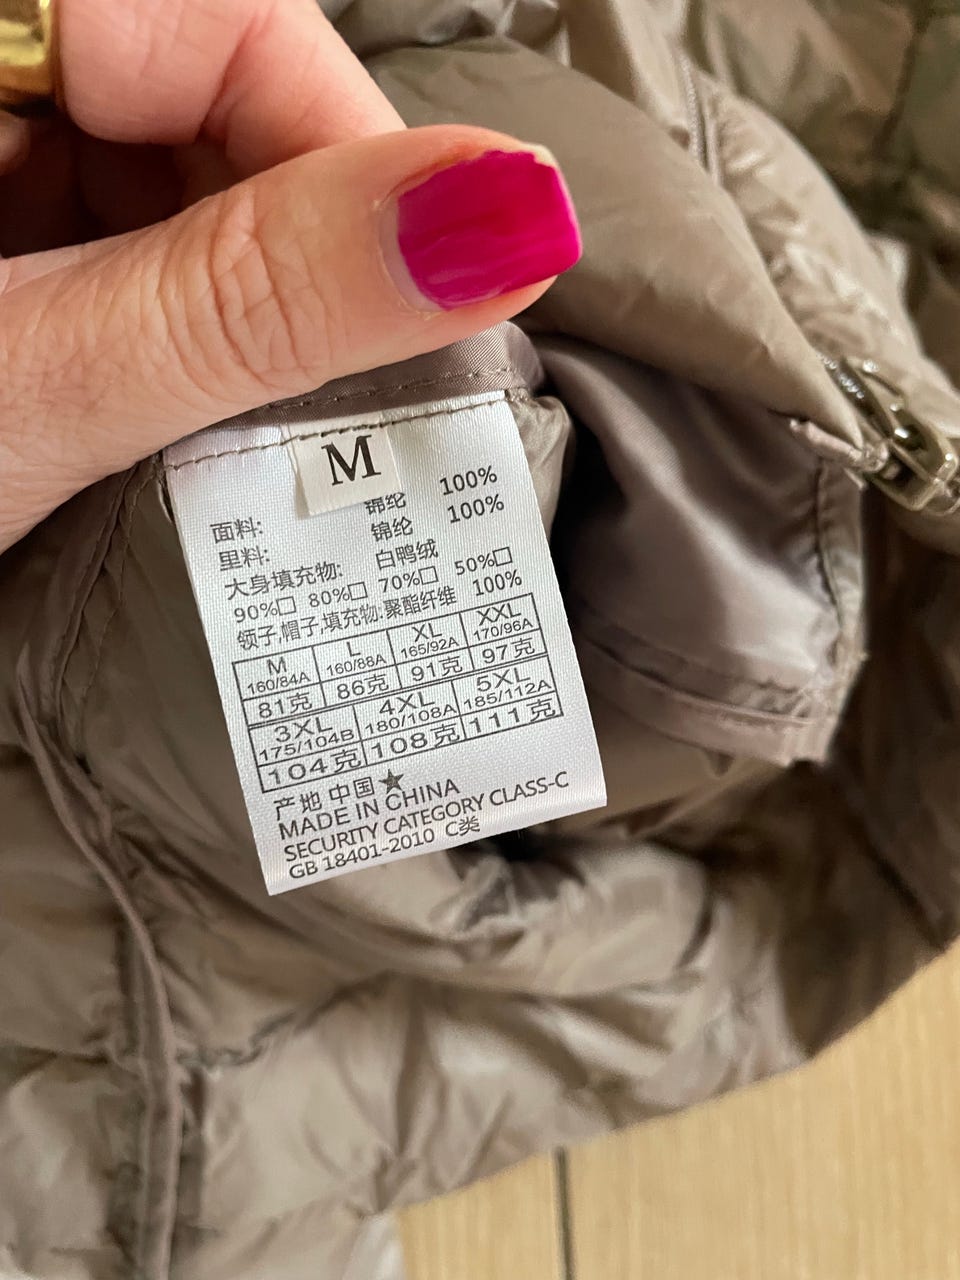 M
面料: 锦纶 100%
里料: 锦纶 100%
大身填充物: 白鸭绒
90%□ 80%□ 70%□ 50%□
领子,帽子,填充物:聚酯纤维 100%
M L XL XXL
160/84A 160/88A 165/92A 170/96A
81克 86克 91克 97克
3XL 4XL 5XL
175/104B 180/108A 185/112A
104克 108克 111克
产地 中国★
MADE IN CHINA
SECURITY CATEGORY CLASS-C
GB 18401-2010 C类